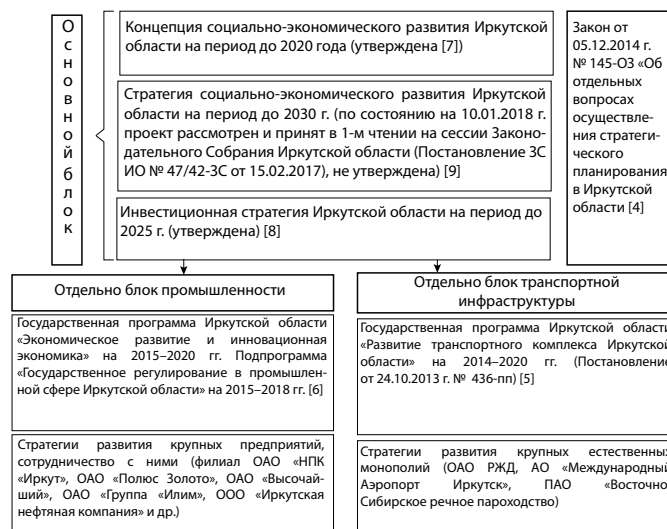 Основной блок
Концепция социально-экономического развития Иркутской
области на период до 2020 года (утверждена [7])
Стратегия социально-экономического развития Иркутской
области на период до 2030 г. (по состоянию на 10.01.2018 г.
проект рассмотрен и принят в 1-м чтении на сессии Законо-
дательного Собрания Иркутской области (Постановление ЗС
ИО № 47/42-ЗС от 15.02.2017), не утверждена) [9]
Инвестиционная стратегия Иркутской области на период до
2025 г. (утверждена) [8]
Закон от
05.12.2014 г.
№ 145-ОЗ «Об
отдельных
вопросах
осуществле-
ния страте-
гического
планирования
в Иркутской
области [4]
Отдельно блок промышленности
Государственная программа Иркутской области
«Экономическое развитие и инновационная
экономика» на 2015–2020 гг. Подпрограмма
«Государственное регулирование в промышлен-
ной сфере Иркутской области» на 2015–2018 гг. [6]
Стратегии развития крупных предприятий,
сотрудничество с ними (филиал ОАО «НПК
«Иркут», ОАО «Полюс Золото», ОАО «Высочай-
ший», ОАО «Группа «Илим», ООО «Иркутская
нефтяная компания» и др.)
Отдельно блок транспортной
инфраструктуры
Государственная программа Иркутской области
«Развитие транспортного комплекса Иркутской
области» на 2014–2020 гг. (Постановление
от 24.10.2013 г. № 436-пп) [5]
Стратегии развития крупных естественных
монополий (ОАО РЖД, АО «Международный
Аэропорт Иркутск», ПАО «Восточно
Сибирское речное пароходство)